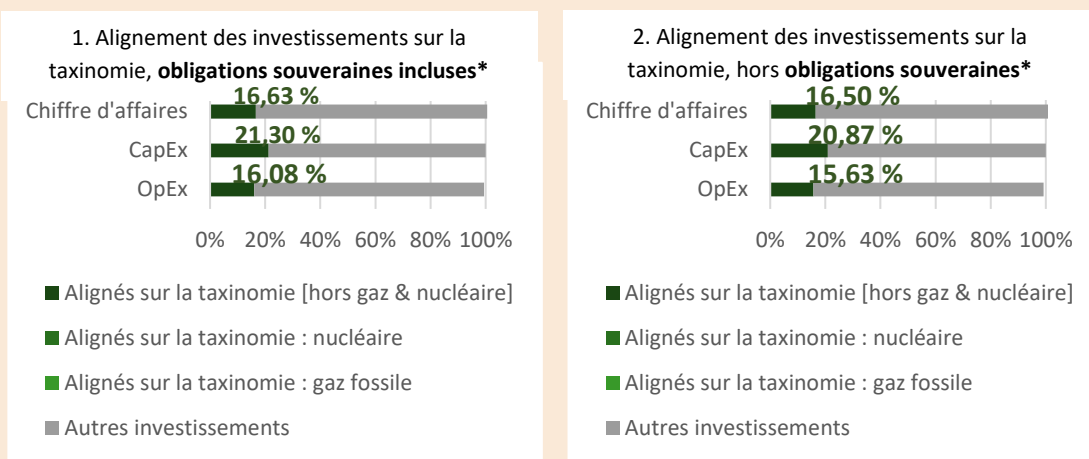 1. Alignement des investissements sur la
taxinomie, obligations souveraines incluses*
16,63 %
Chiffre d'affaires
21,30 %
CapEx
16,08 %
OpEx
0% 20% 40% 60% 80% 100%
Alignés sur la taxinomie [hors gaz & nucléaire]
Alignés sur la taxinomie : nucléaire
Alignés sur la taxinomie : gaz fossile
Autres investissements
2. Alignement des investissements sur la
taxinomie, hors obligations souveraines*
16,50 %
Chiffre d'affaires
20,87 %
CapEx
15,63 %
OpEx
0% 20% 40% 60% 80% 100%
Alignés sur la taxinomie [hors gaz & nucléaire]
Alignés sur la taxinomie : nucléaire
Alignés sur la taxinomie : gaz fossile
Autres investissements